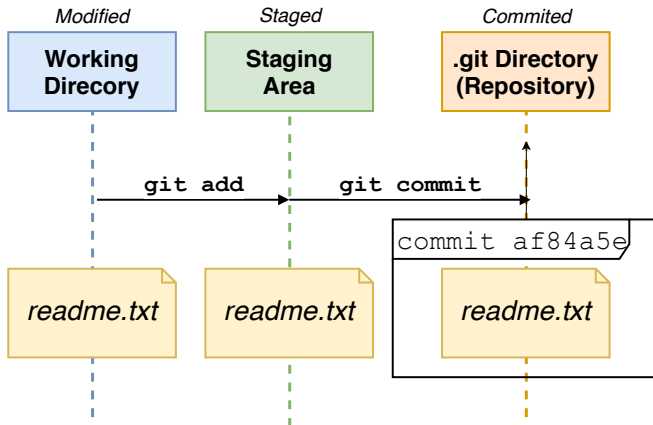 Modified
Staged
Commited
Working
Direcory
Staging
Area
.git Directory
(Repository)
git add
git commit
commit af84a5e
readme.txt
readme.txt
readme.txt